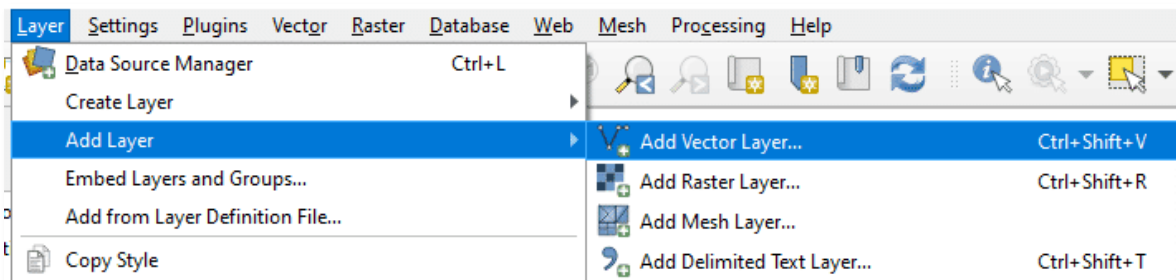 Layer Settings Plugins Vector Raster Database Web Mesh Processing Help
Data Source Manager Ctrl+L
Create Layer
Add Layer
Embed Layers and Groups...
Add from Layer Definition File...
Copy Style
Add Vector Layer... Ctrl+Shift+V
Add Raster Layer... Ctrl+Shift+R
Add Mesh Layer...
Add Delimited Text Layer... Ctrl+Shift+T